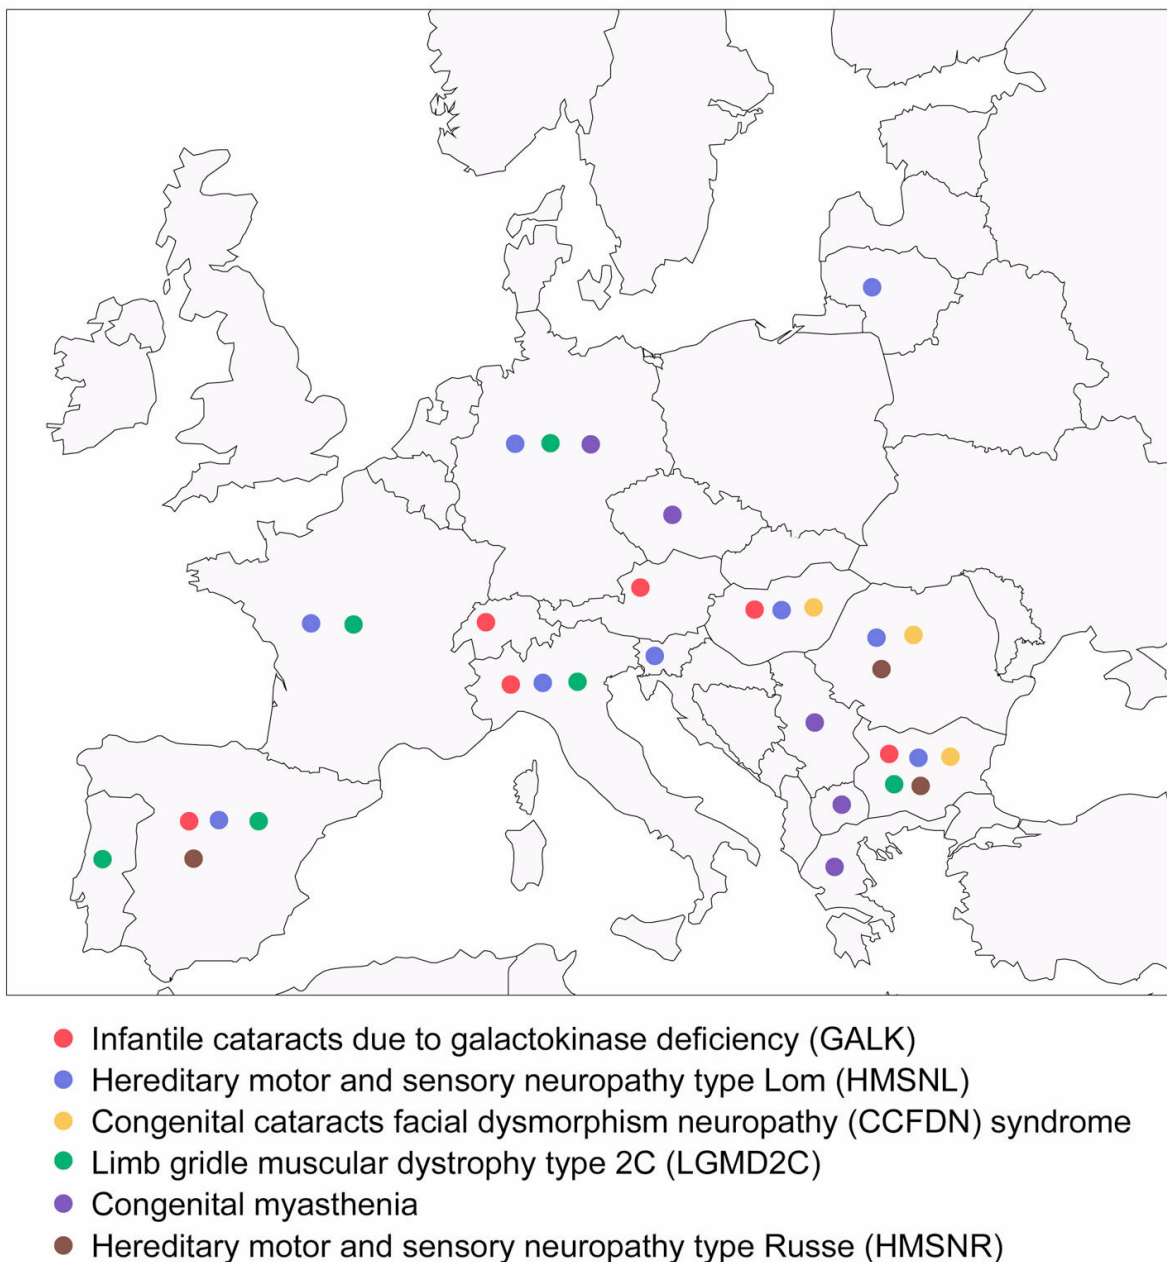 Infantile cataracts due to galactokinase deficiency (GALK)
Hereditary motor and sensory neuropathy type Lom (HMSNL)
Congenital cataracts facial dysmorphism neuropathy (CCFDN) syndrome
Limb gridle muscular dystrophy type 2C (LGMD2C)
Congenital myasthenia
Hereditary motor and sensory neuropathy type Russe (HMSNR)